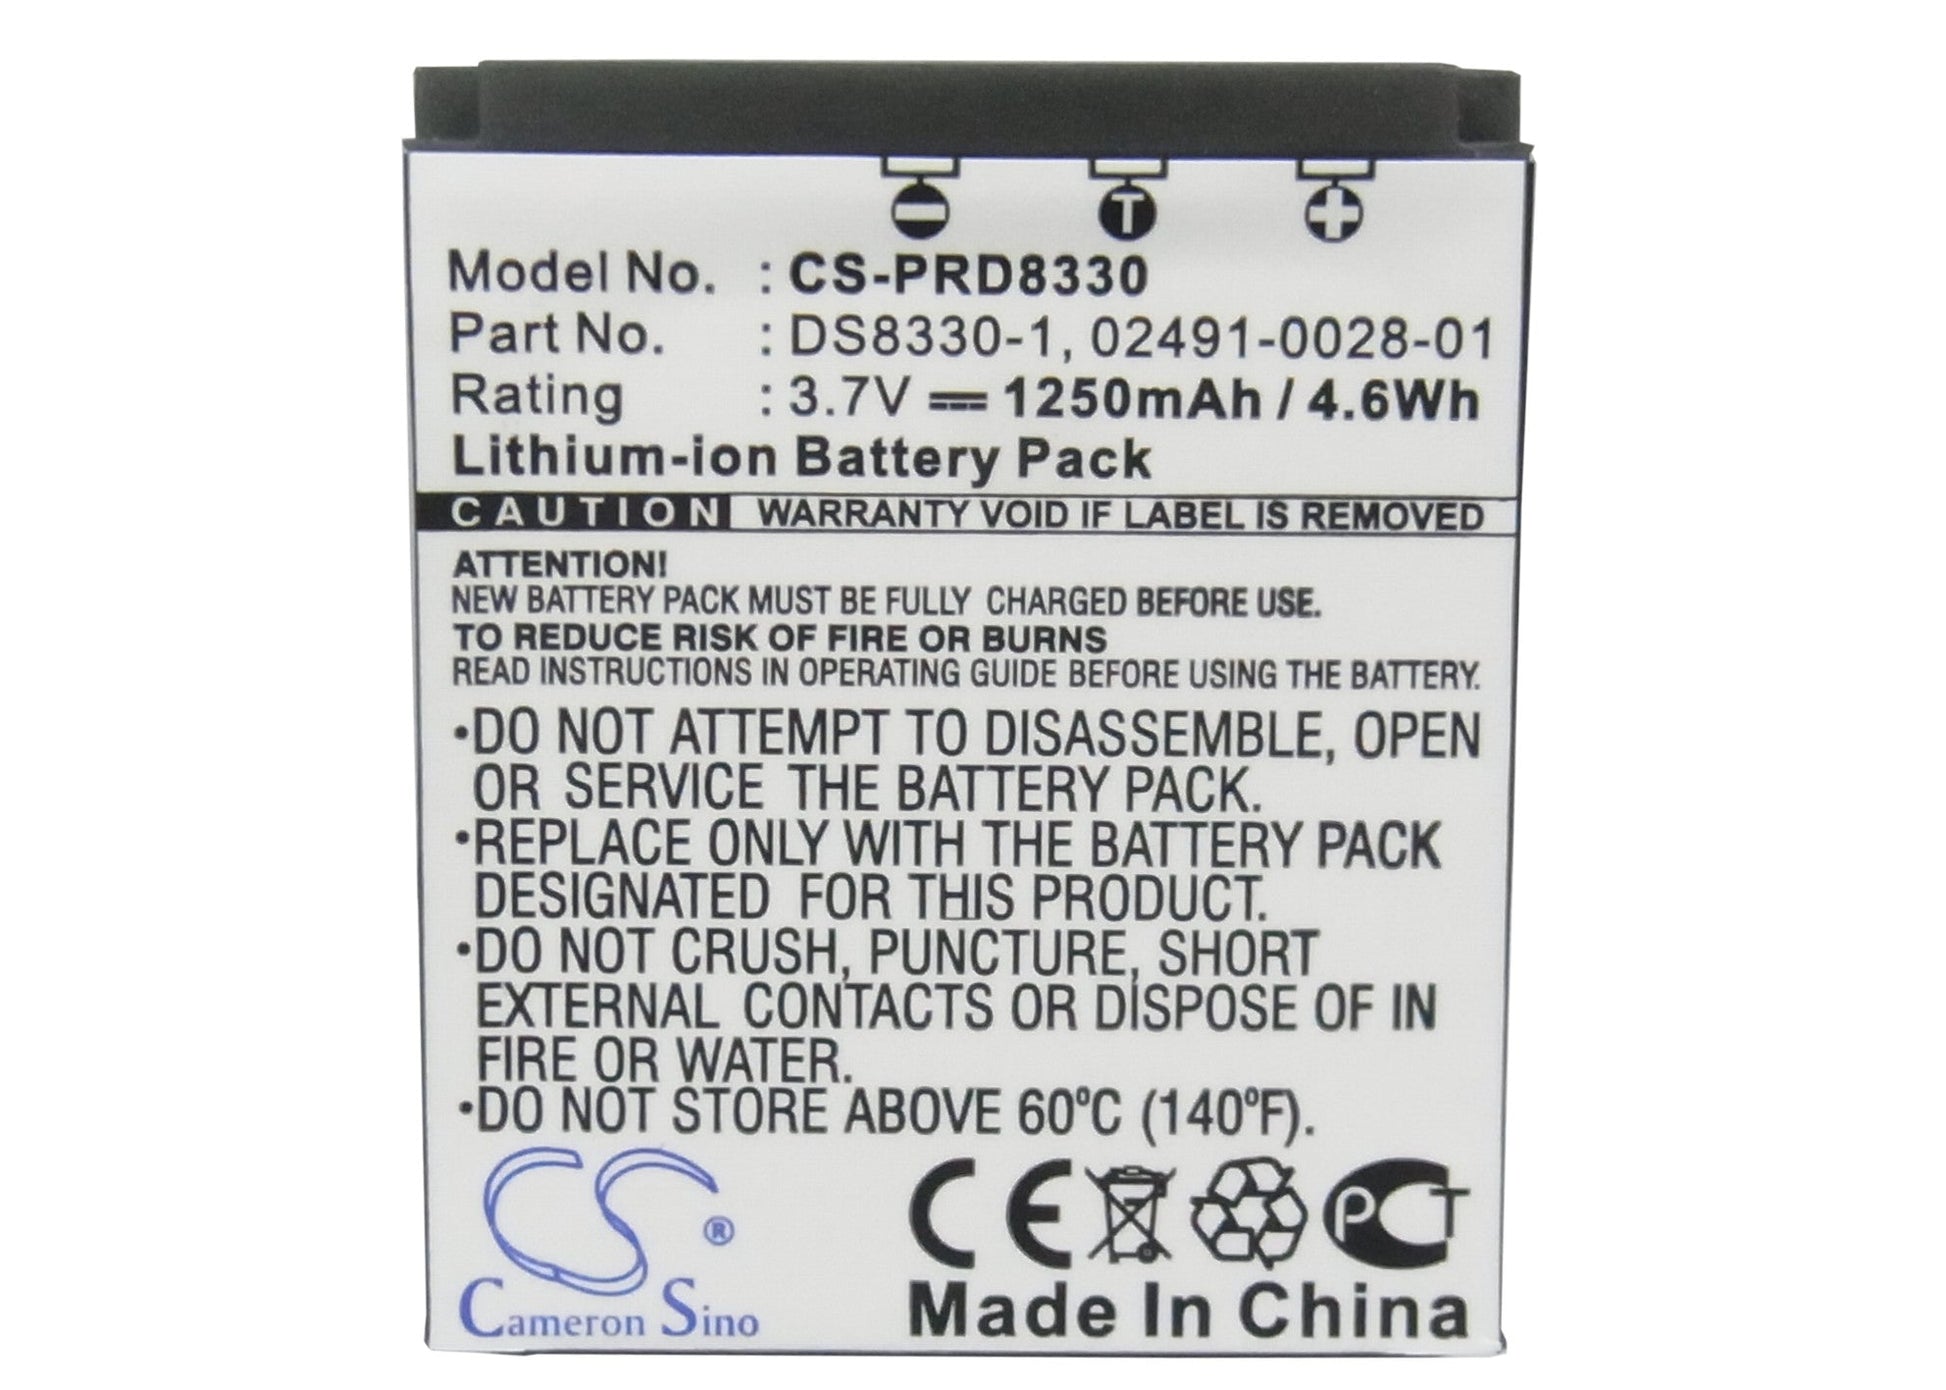 T
Model No. : CS-PRD8330
Part No. : DS8330-1, 02491-0028-01
Rating : 3.7V 1250mAh / 4.6Wh
Lithium-ion Battery Pack
CAUTION WARRANTY VOID IF LABEL IS REMOVED
ATTENTION!
NEW BATTERY PACK MUST BE FULLY CHARGED BEFORE USE.
TO REDUCE RISK OF FIRE OR BURNS
READ INSTRUCTIONS IN OPERATING GUIDE BEFORE USING THE BATTERY.
•DO NOT ATTEMPT TO DISASSEMBLE, OPEN
OR SERVICE THE BATTERY PACK.
•REPLACE ONLY WITH THE BATTERY PACK
DESIGNATED FOR THIS PRODUCT.
•DO NOT CRUSH, PUNCTURE, SHORT
EXTERNAL CONTACTS OR DISPOSE OF IN
FIRE OR WATER.
•DO NOT STORE ABOVE 60ºC (140ºF).
CS ® CE PCT
Cameron Sino Made In China